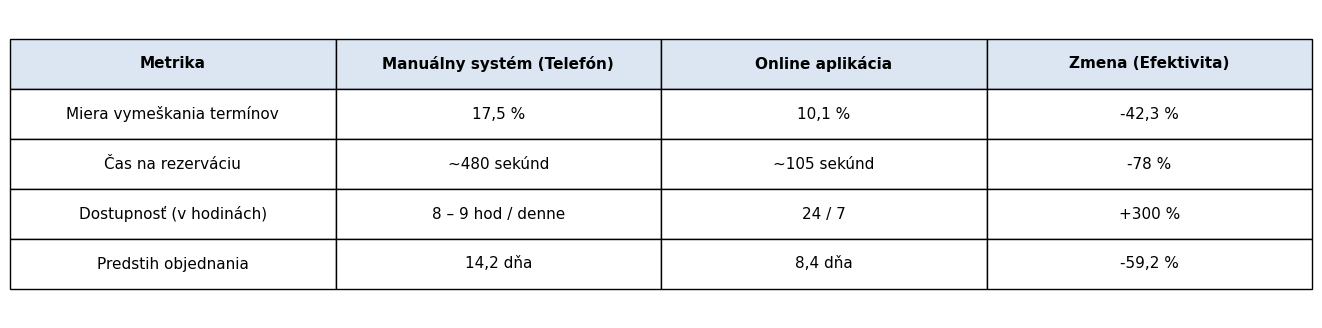 Metrika Manuálny systém (Telefón) Online aplikácia Zmena (Efektivita)
Miera vymeškania termínov 17,5 % 10,1 % -42,3 %
Čas na rezerváciu ~480 sekúnd ~105 sekúnd -78 %
Dostupnosť (v hodinách) 8 – 9 hod / denne 24 / 7 +300 %
Predstih objednania 14,2 dňa 8,4 dňa -59,2 %